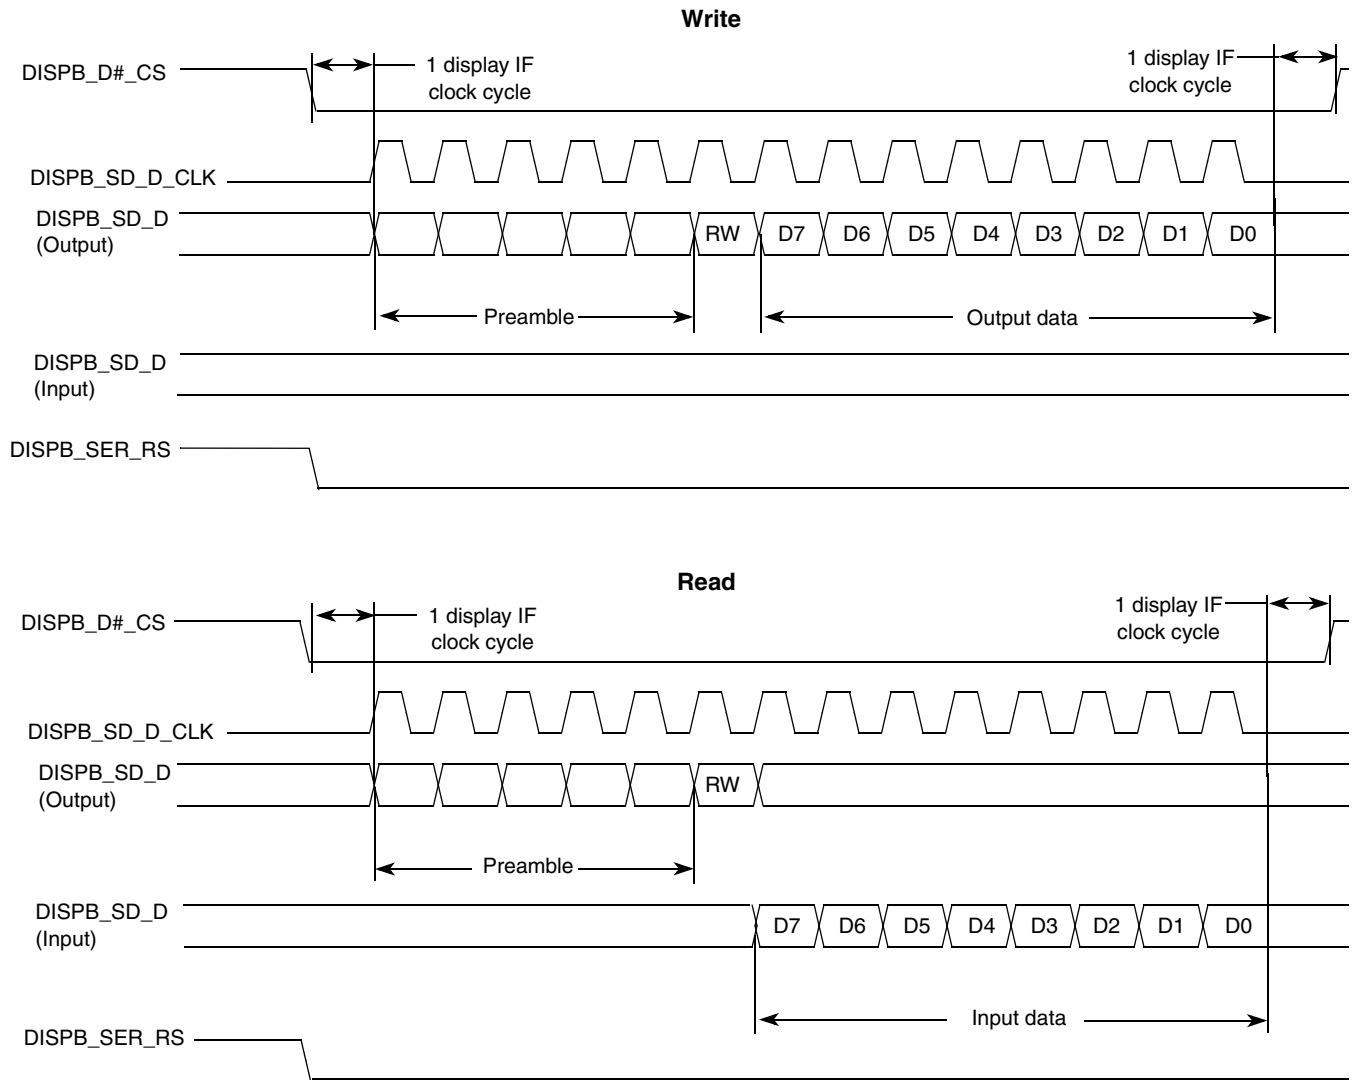 Write
DISPB_D#_CS
1 display IF
clock cycle
1 display IF
clock cycle
DISPB_SD_D_CLK
DISPB_SD_D
(Output)
RW D7 D6 D5 D4 D3 D2 D1 D0
Preamble
Output data
DISPB_SD_D
(Input)
DISPB_SER_RS
Read
DISPB_D#_CS
1 display IF
clock cycle
1 display IF
clock cycle
DISPB_SD_D_CLK
DISPB_SD_D
(Output)
RW
Preamble
DISPB_SD_D
(Input)
D7 D6 D5 D4 D3 D2 D1 D0
Input data
DISPB_SER_RS